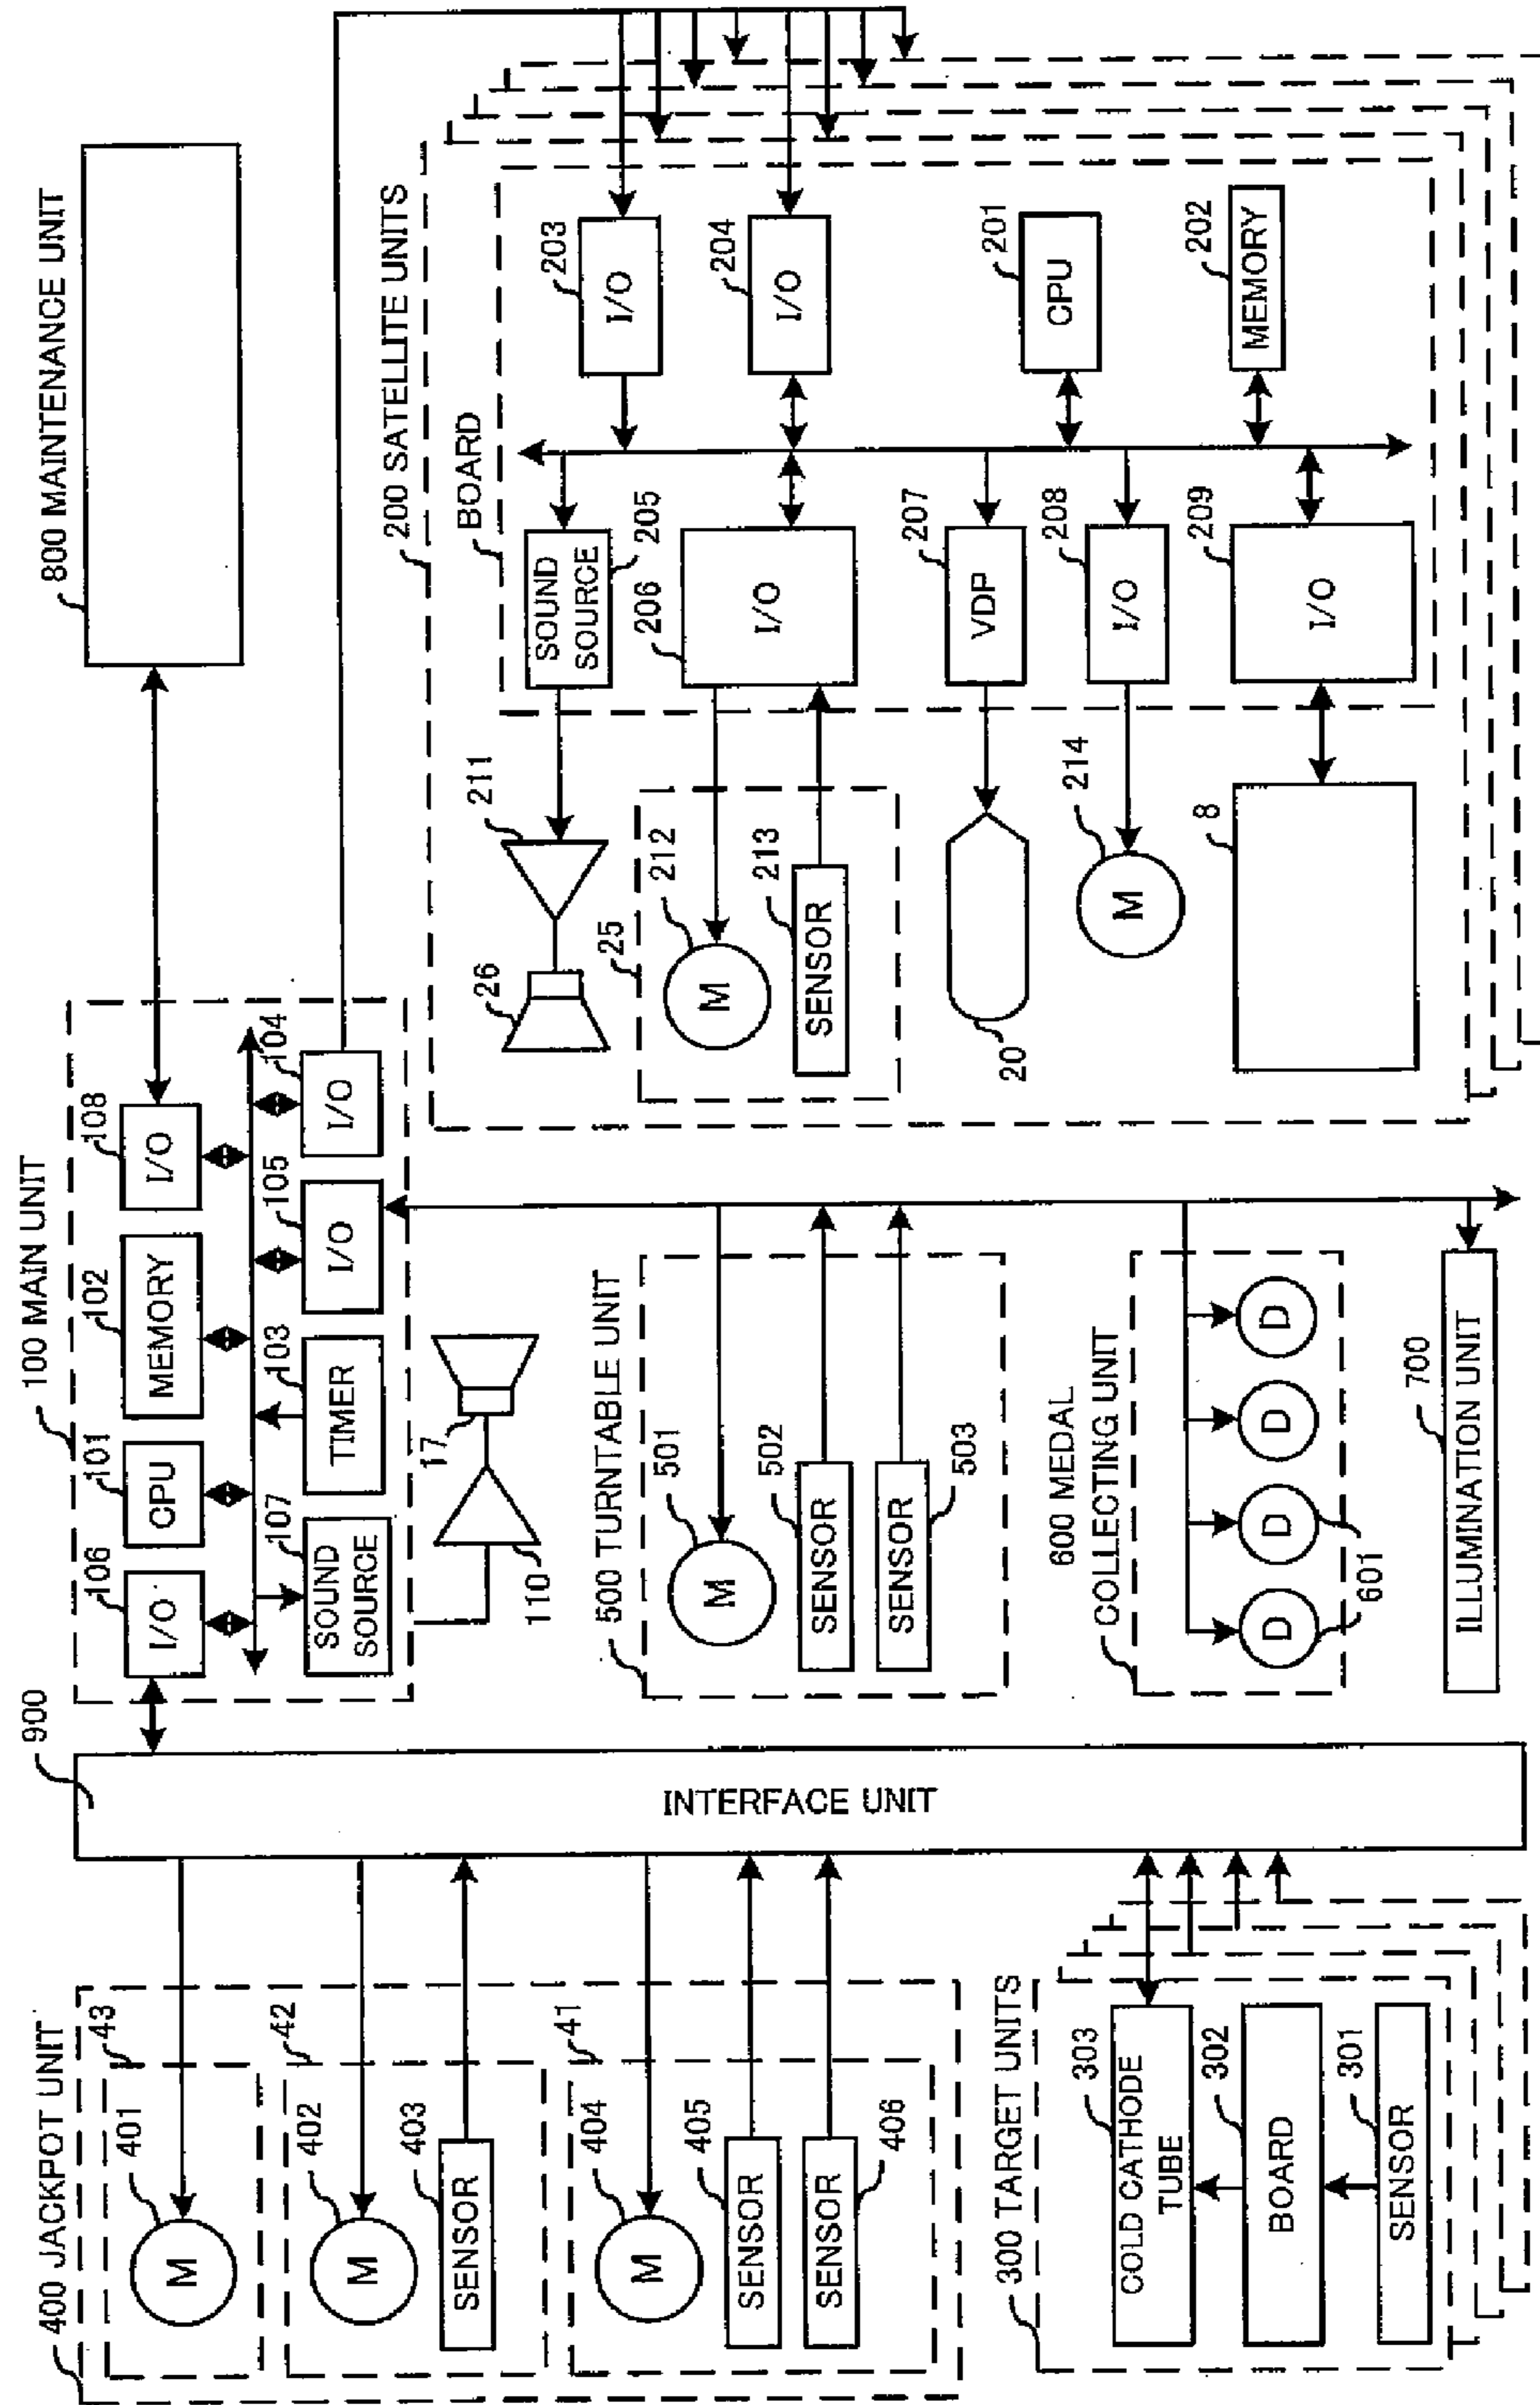 400 JACKPOT UNIT
43
401
M
42
402
M
403
SENSOR
41
404
M
405
SENSOR
406
SENSOR
300 TARGET UNITS
303
COLD CATHODE
TUBE
302
BOARD
301
SENSOR
900
INTERFACE UNIT
100 MAIN UNIT
106
I/O
101
CPU
102
MEMORY
108
I/O
107
SOUND
SOURCE
103
TIMER
105
I/O
104
I/O
17
110
500 TURNTABLE UNIT
501
M
502
SENSOR
503
SENSOR
600 MEDAL
COLLECTING UNIT
D
D
D
D
601
700
ILLUMINATION UNIT
800 MAINTENANCE UNIT
200 SATELLITE UNITS
BOARD
26
211
SOUND
SOURCE
205
203
I/O
25
212
M
213
SENSOR
206
I/O
204
I/O
20
207
VDP
201
CPU
214
M
208
I/O
202
MEMORY
8
209
I/O